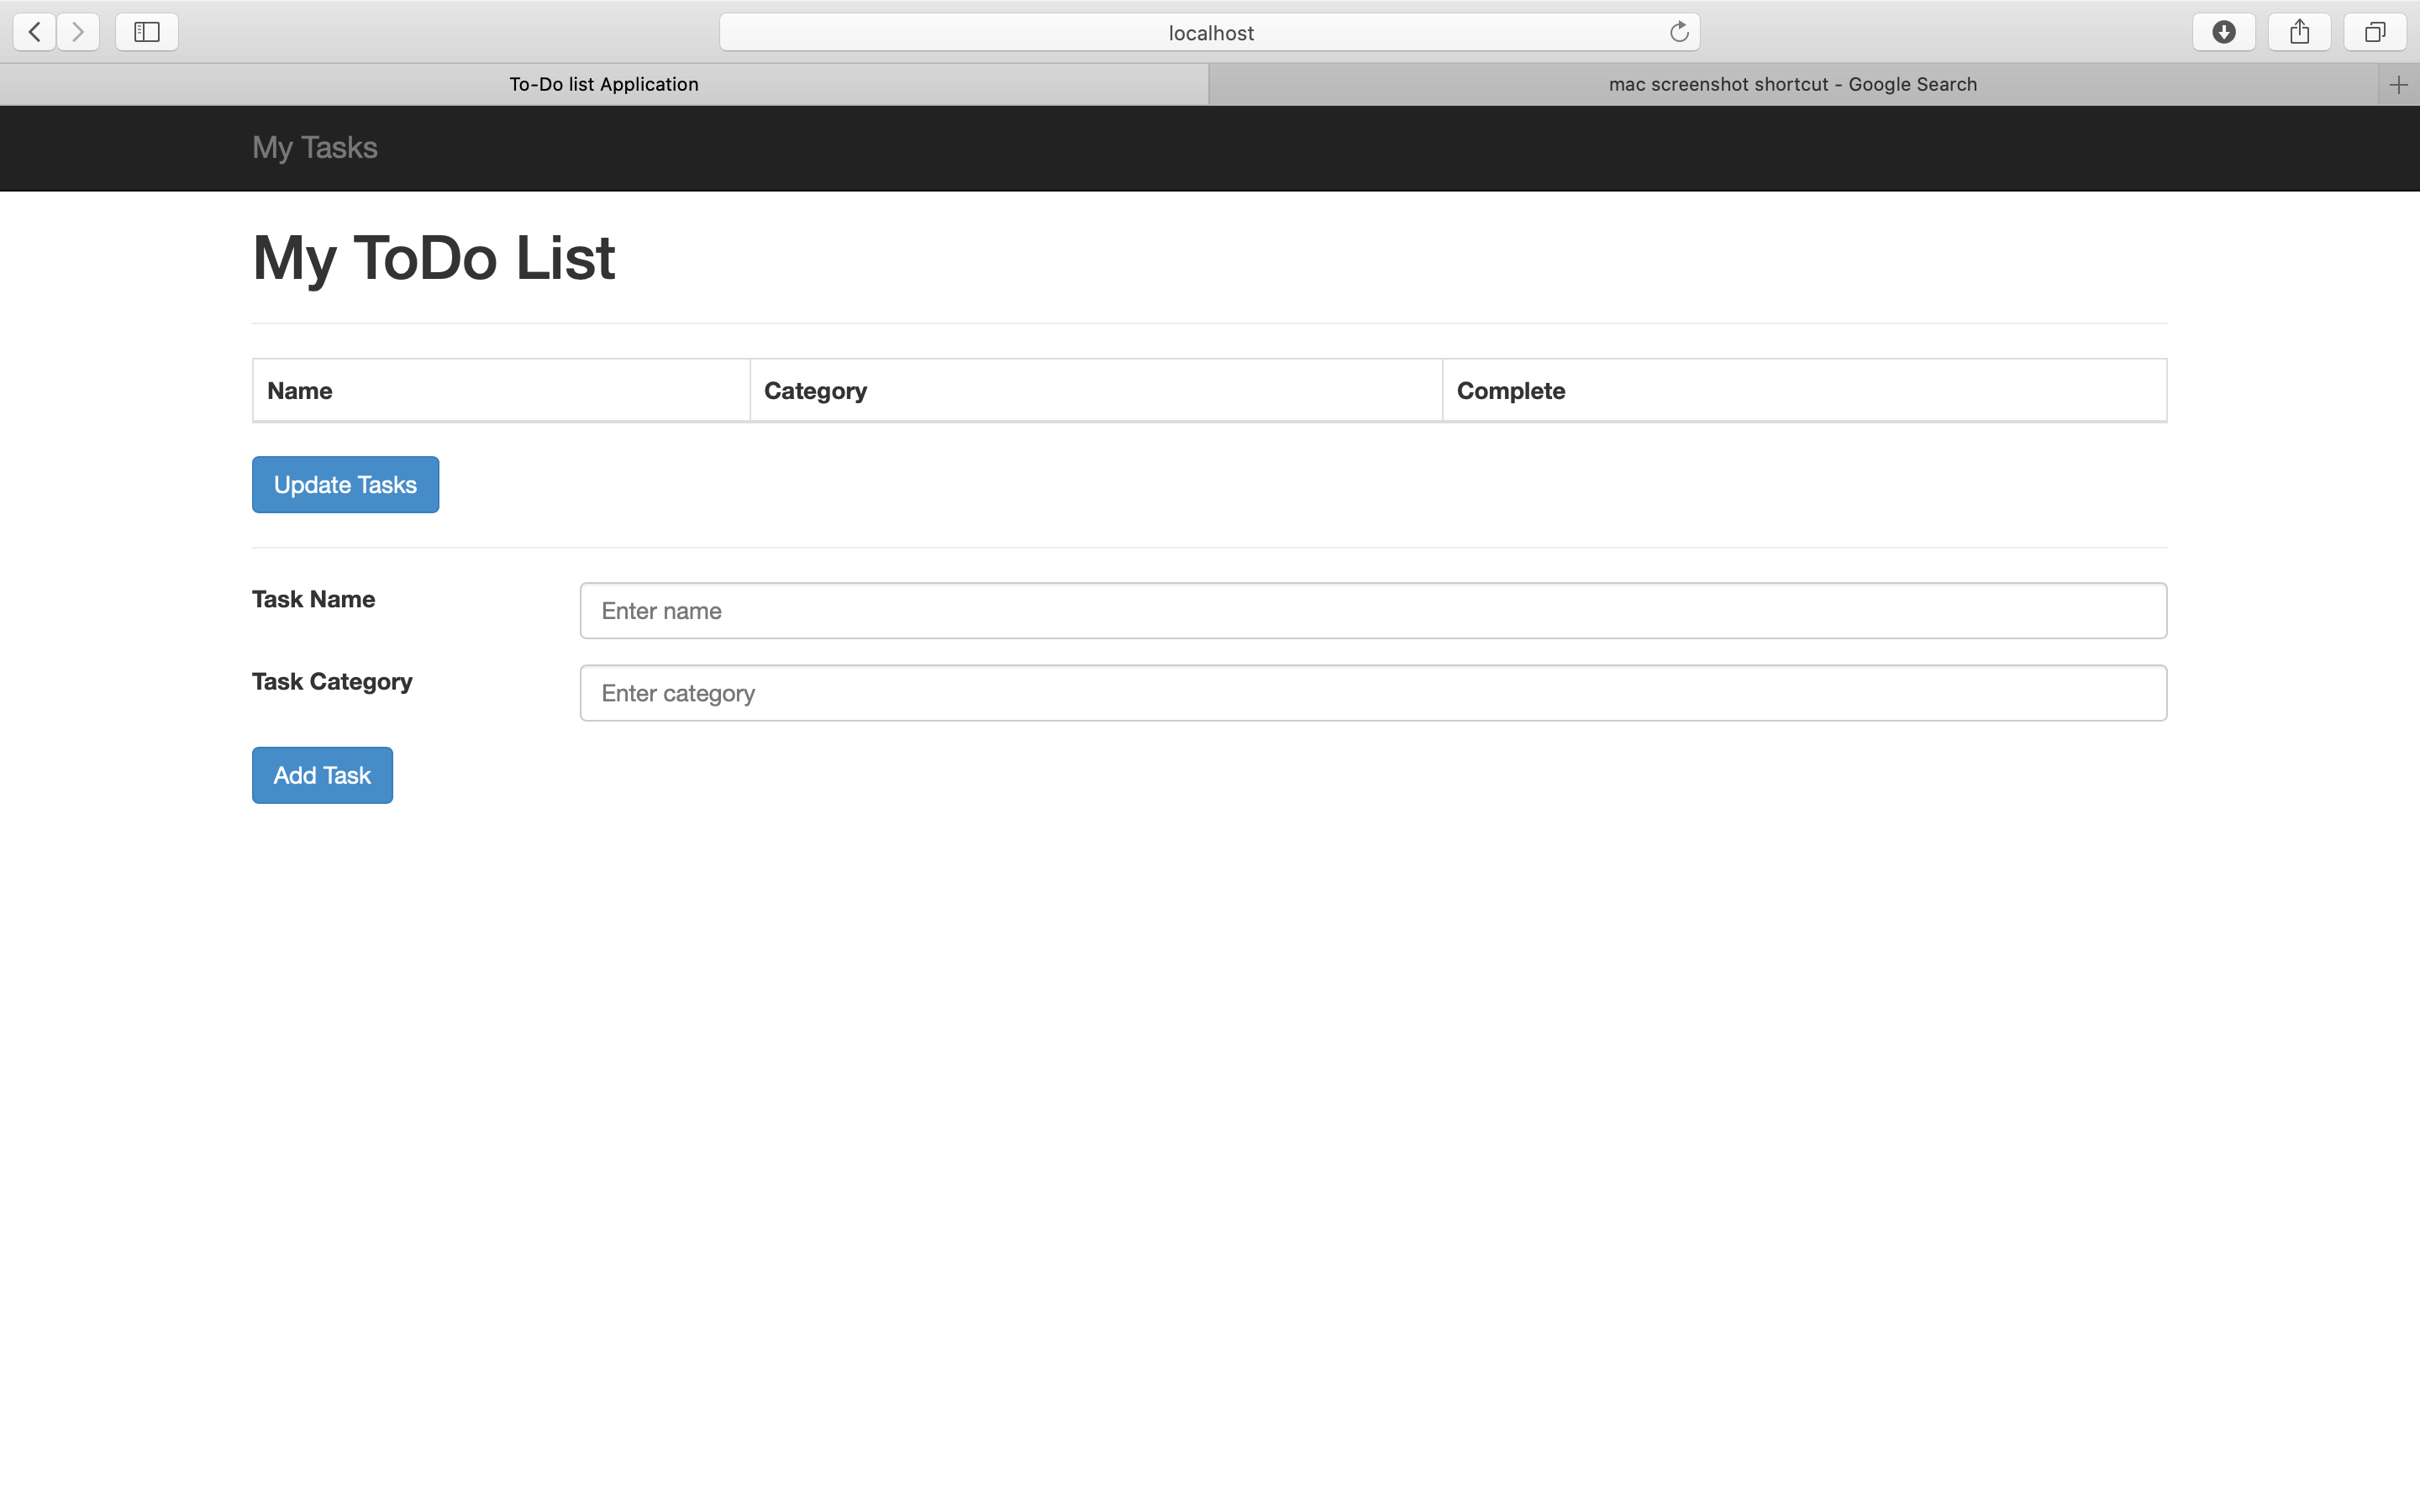 localhost
To-Do list Application
mac screenshot shortcut - Google Search
My Tasks
My ToDo List
Name Category Complete
Update Tasks
Task Name Enter name
Task Category Enter category
Add Task